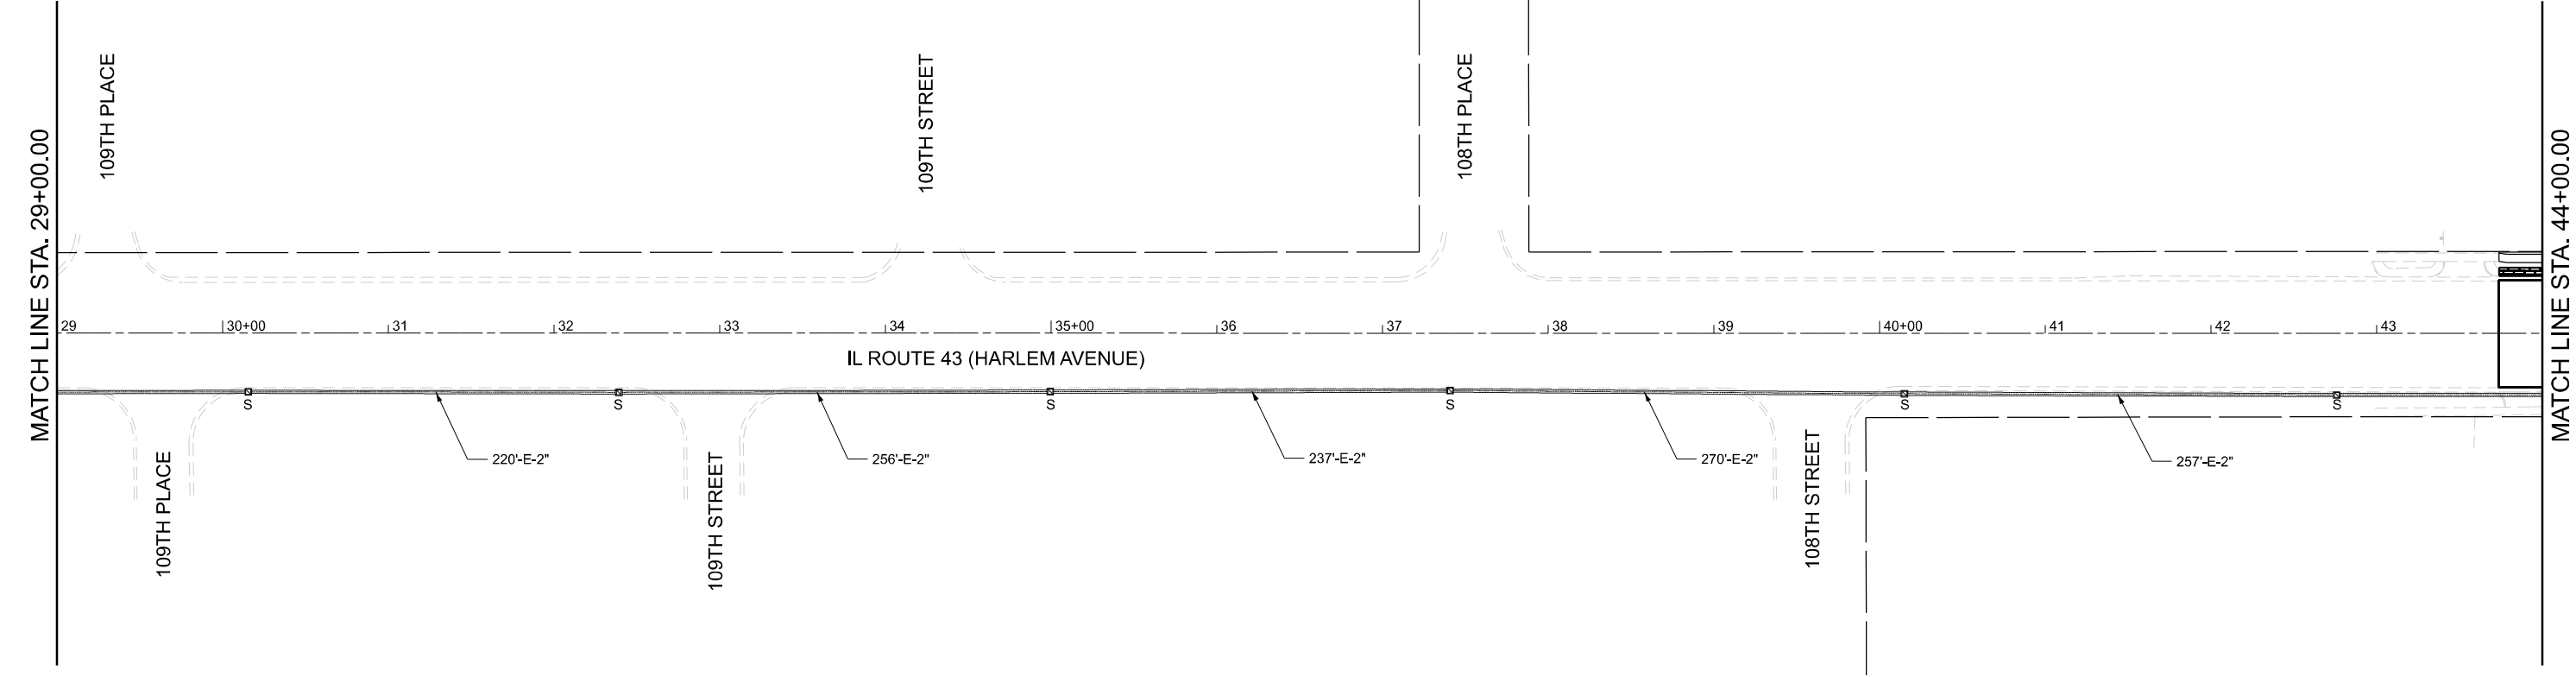 MATCH LINE STA. 29+00.00
109TH PLACE
109TH STREET
108TH PLACE
MATCH LINE STA. 44+00.00
29 30+00 31 32 33 34 35+00 36 37 38 39 40+00 41 42 43
IL ROUTE 43 (HARLEM AVENUE)
S S S S S S
220'-E-2" 256'-E-2" 237'-E-2" 270'-E-2" 257'-E-2"
109TH PLACE
109TH STREET
108TH STREET